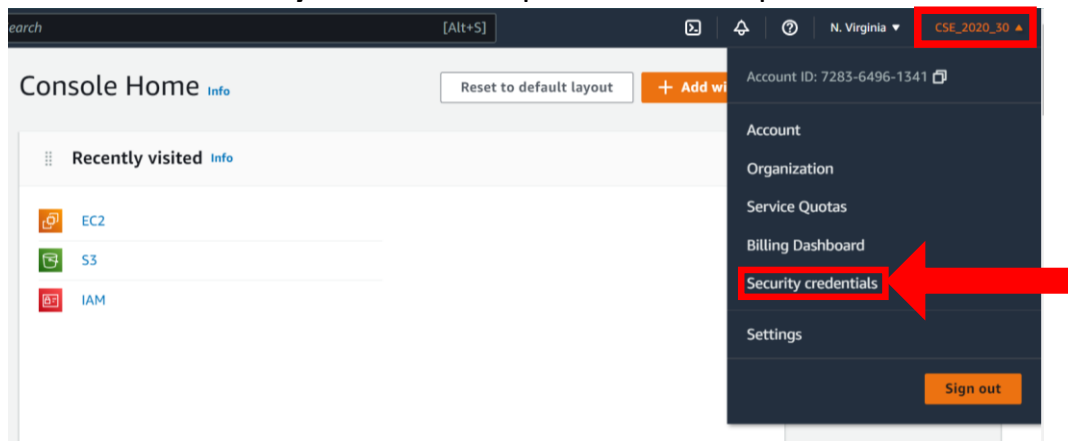 earch [Alt+S] N. Virginia ▼ CSE_2020_30 ▲
Console Home Info Reset to default layout + Add wi
Account ID: 7283-6496-1341
Recently visited Info
Account
Organization
Service Quotas
Billing Dashboard
Security credentials
Settings
Sign out
EC2
S3
IAM